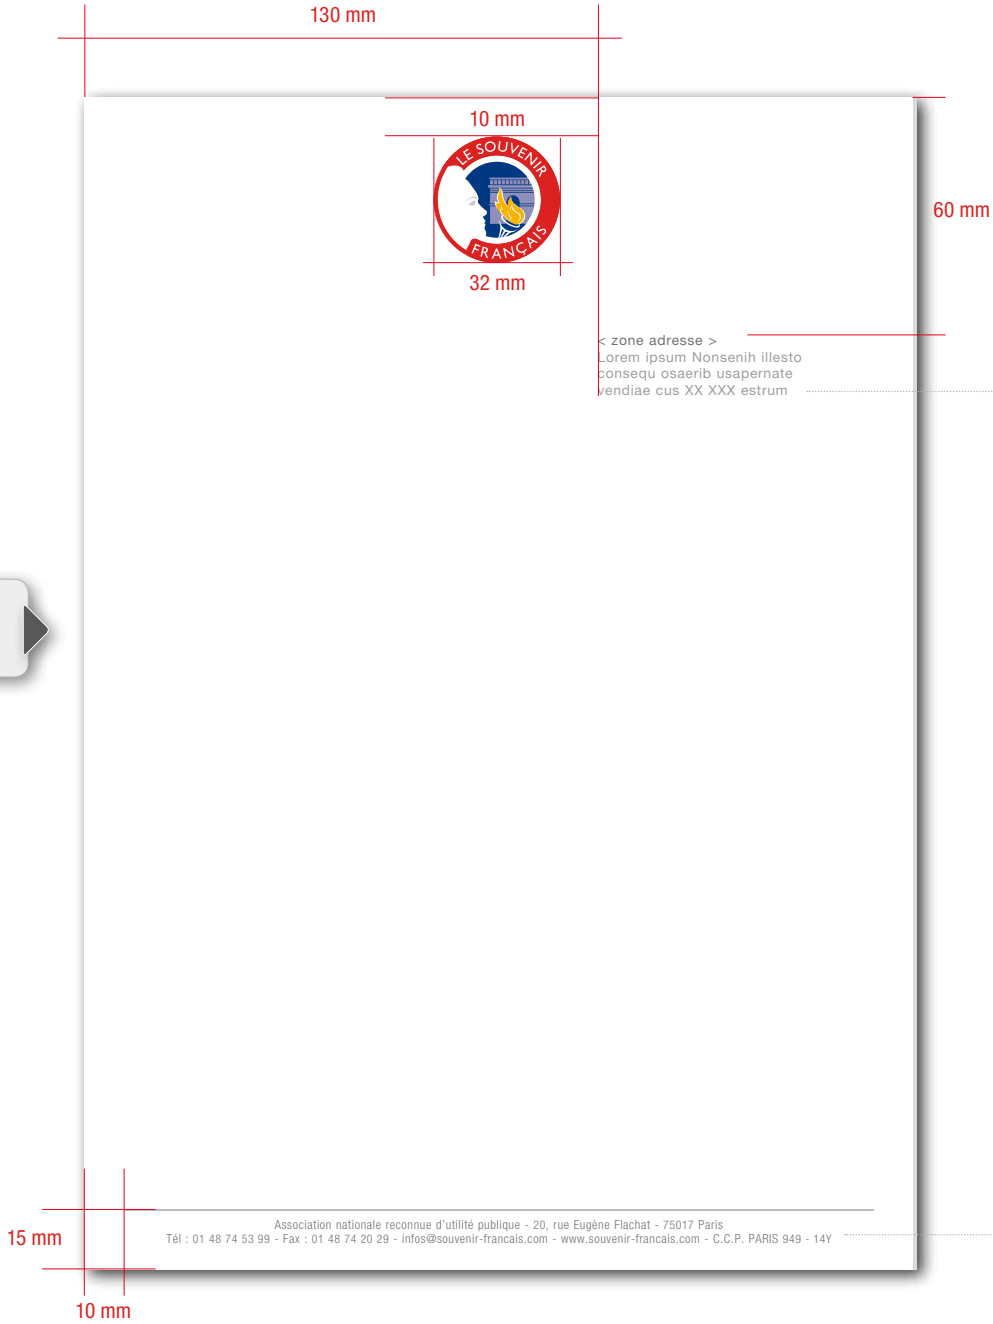 130 mm
10 mm
LE SOUVENIR
FRANÇAIS
60 mm
32 mm
< zone adresse >
Lorem ipsum Nonsenih illesto
consequ osaerib usapernate
vendiae cus XX XXX estrum
15 mm
Association nationale reconnue d'utilité publique - 20, rue Eugène Flachat - 75017 Paris
Tél : 01 48 74 53 99 - Fax : 01 48 74 20 29 - infos@souvenir-francais.com - www.souvenir-francais.com - C.C.P. PARIS 949 - 14Y
10 mm